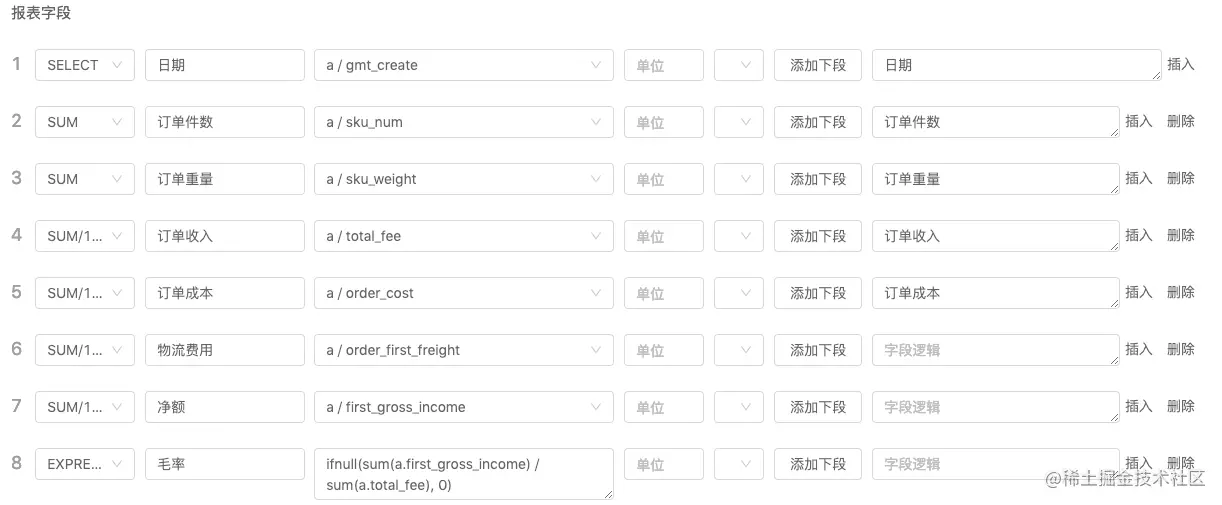 报表字段
1 SELECT 日期 a / gmt_create 单位 添加下段 日期 插入
2 SUM 订单件数 a / sku_num 单位 添加下段 订单件数 插入 删除
3 SUM 订单重量 a / sku_weight 单位 添加下段 订单重量 插入 删除
4 SUM/1... 订单收入 a / total_fee 单位 添加下段 订单收入 插入 删除
5 SUM/1... 订单成本 a / order_cost 单位 添加下段 订单成本 插入 删除
6 SUM/1... 物流费用 a / order_first_freight 单位 添加下段 字段逻辑 插入 删除
7 SUM/1... 净额 a / first_gross_income 单位 添加下段 字段逻辑 插入 删除
8 EXPRE... 毛率 ifnull(sum(a.first_gross_income) / 单位 添加下段 字段逻辑 插入 删除
sum(a.total_fee), 0)
@稀土掘金技术社区